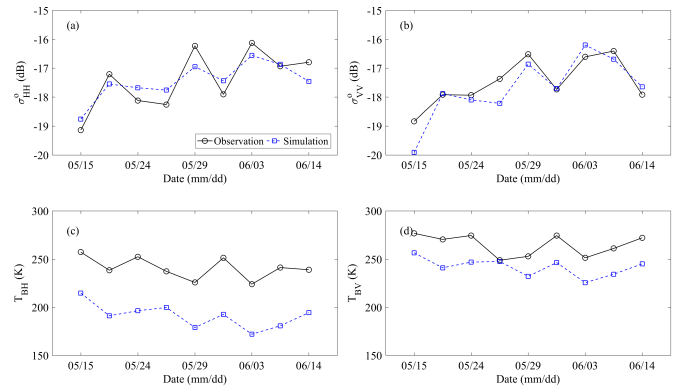 (a)
-15
-16
-17
-18
-19
-20
σ°HH (dB)
Observation Simulation
05/15 05/24 05/29 06/03 06/14
Date (mm/dd)
(b)
-15
-16
-17
-18
-19
-20
σ°VV (dB)
05/15 05/24 05/29 06/03 06/14
Date (mm/dd)
(c)
300
250
200
150
TBH (K)
05/15 05/24 05/29 06/03 06/14
Date (mm/dd)
(d)
300
250
200
150
TBV (K)
05/15 05/24 05/29 06/03 06/14
Date (mm/dd)